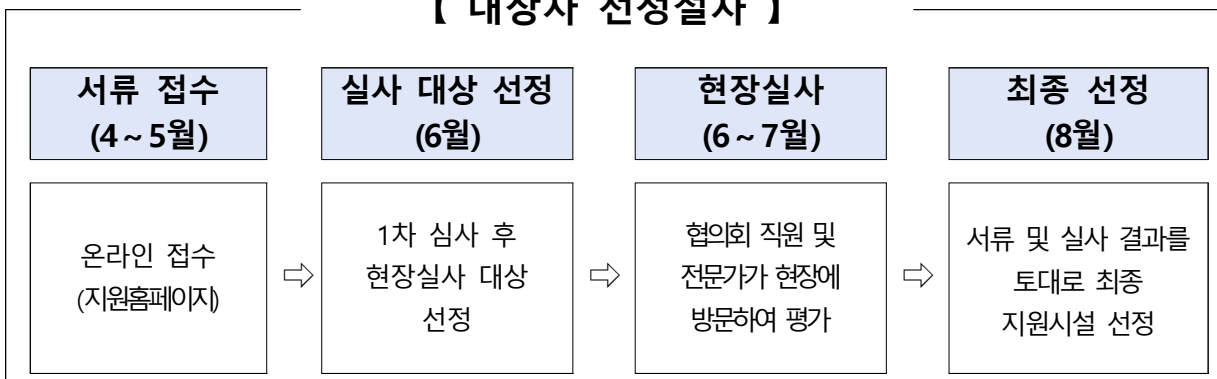 【 대상자 선정절차 】
서류 접수
(4~5월)
실사 대상 선정
(6월)
현장실사
(6~7월)
최종 선정
(8월)
온라인 접수
(지원홈페이지)
⇨
1차 심사 후
현장실사 대상
선정
⇨
협의회 직원 및
전문가가 현장에
방문하여 평가
⇨
서류 및 실사 결과를
토대로 최종
지원시설 선정